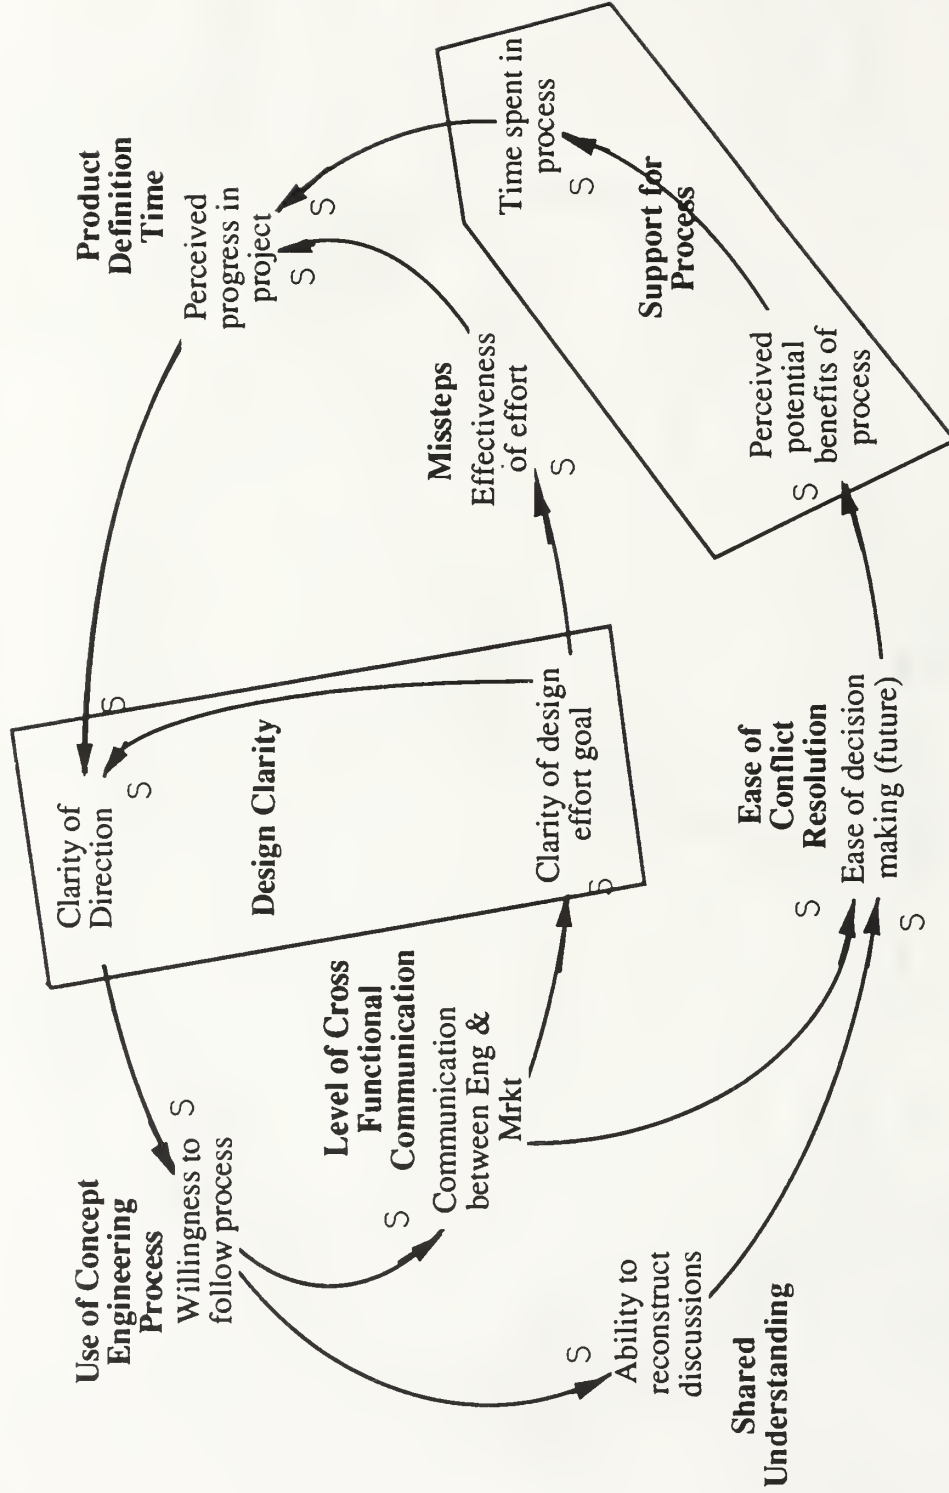 Product
Definition
Time
Perceived
progress in
project
S
S
Time spent in
process
S
Support for
Process
Perceived
potential
benefits of
process
S
Missteps
Effectiveness
of effort
S
Clarity of
Direction
S
S
Design Clarity
Clarity of design
effort goal
S
Ease of
Conflict
Resolution
Ease of decision
making (future)
S
S
Level of Cross
Functional
Communication
Communication
between Eng &
Mrkt
S
Use of Concept
Engineering
Process
Willingness to
follow process
S
Ability to
reconstruct
discussions
S
Shared
Understanding